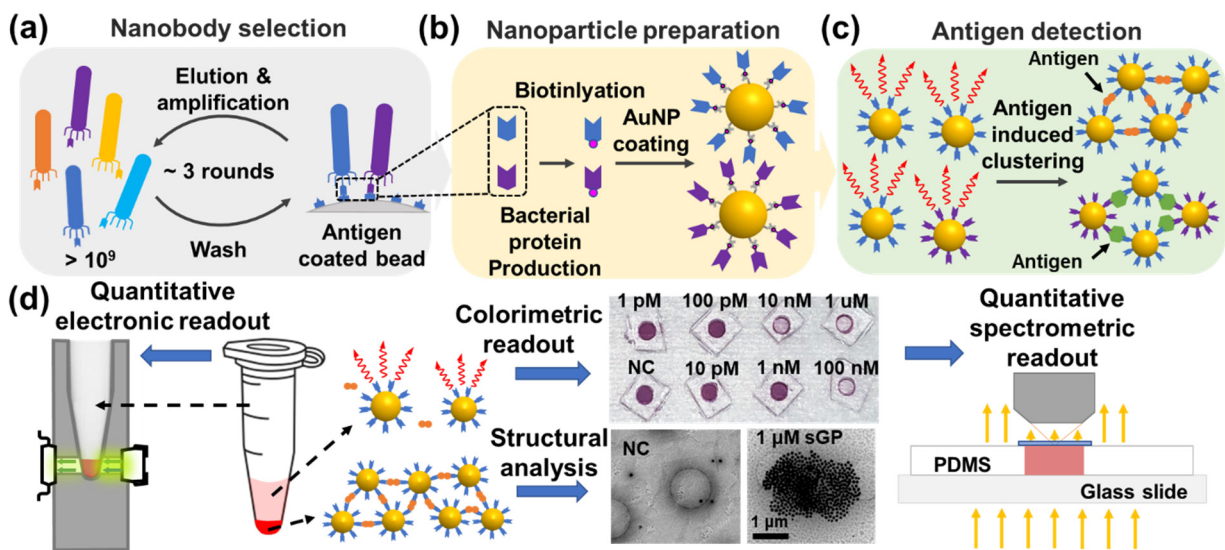 (a) Nanobody selection
Elution &
amplification
~ 3 rounds
Wash
> 10⁹
Antigen
coated bead
(b) Nanoparticle preparation
Biotinlyation
AuNP
coating
Bacterial
protein
Production
(c) Antigen detection
Antigen
Antigen
induced
clustering
Antigen
(d) Quantitative
electronic readout
Colorimetric
readout
Structural
analysis
1 pM 100 pM 10 nM 1 uM
NC 10 pM 1 nM 100 nM
NC
1 µM sGP
1 µm
Quantitative
spectrometric
readout
PDMS
Glass slide